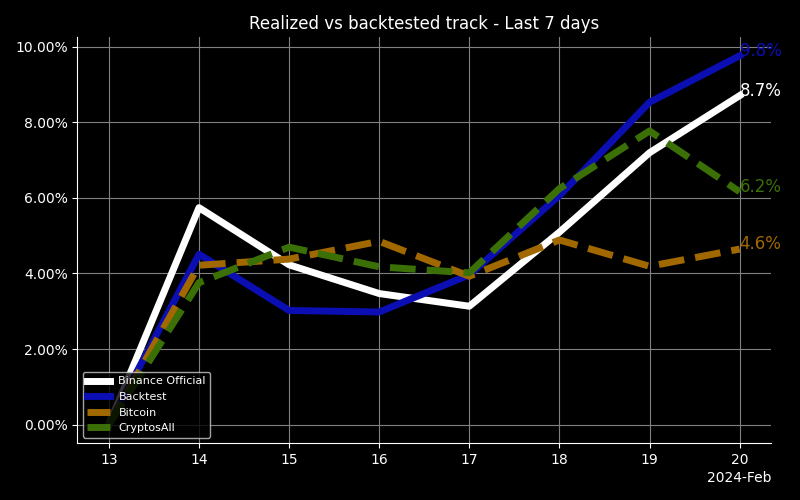 Realized vs backtested track - Last 7 days
10.00%
8.00%
6.00%
4.00%
2.00%
0.00%
9.8%
8.7%
6.2%
4.6%
Binance Official
Backtest
Bitcoin
CryptosAll
13 14 15 16 17 18 19 20
2024-Feb